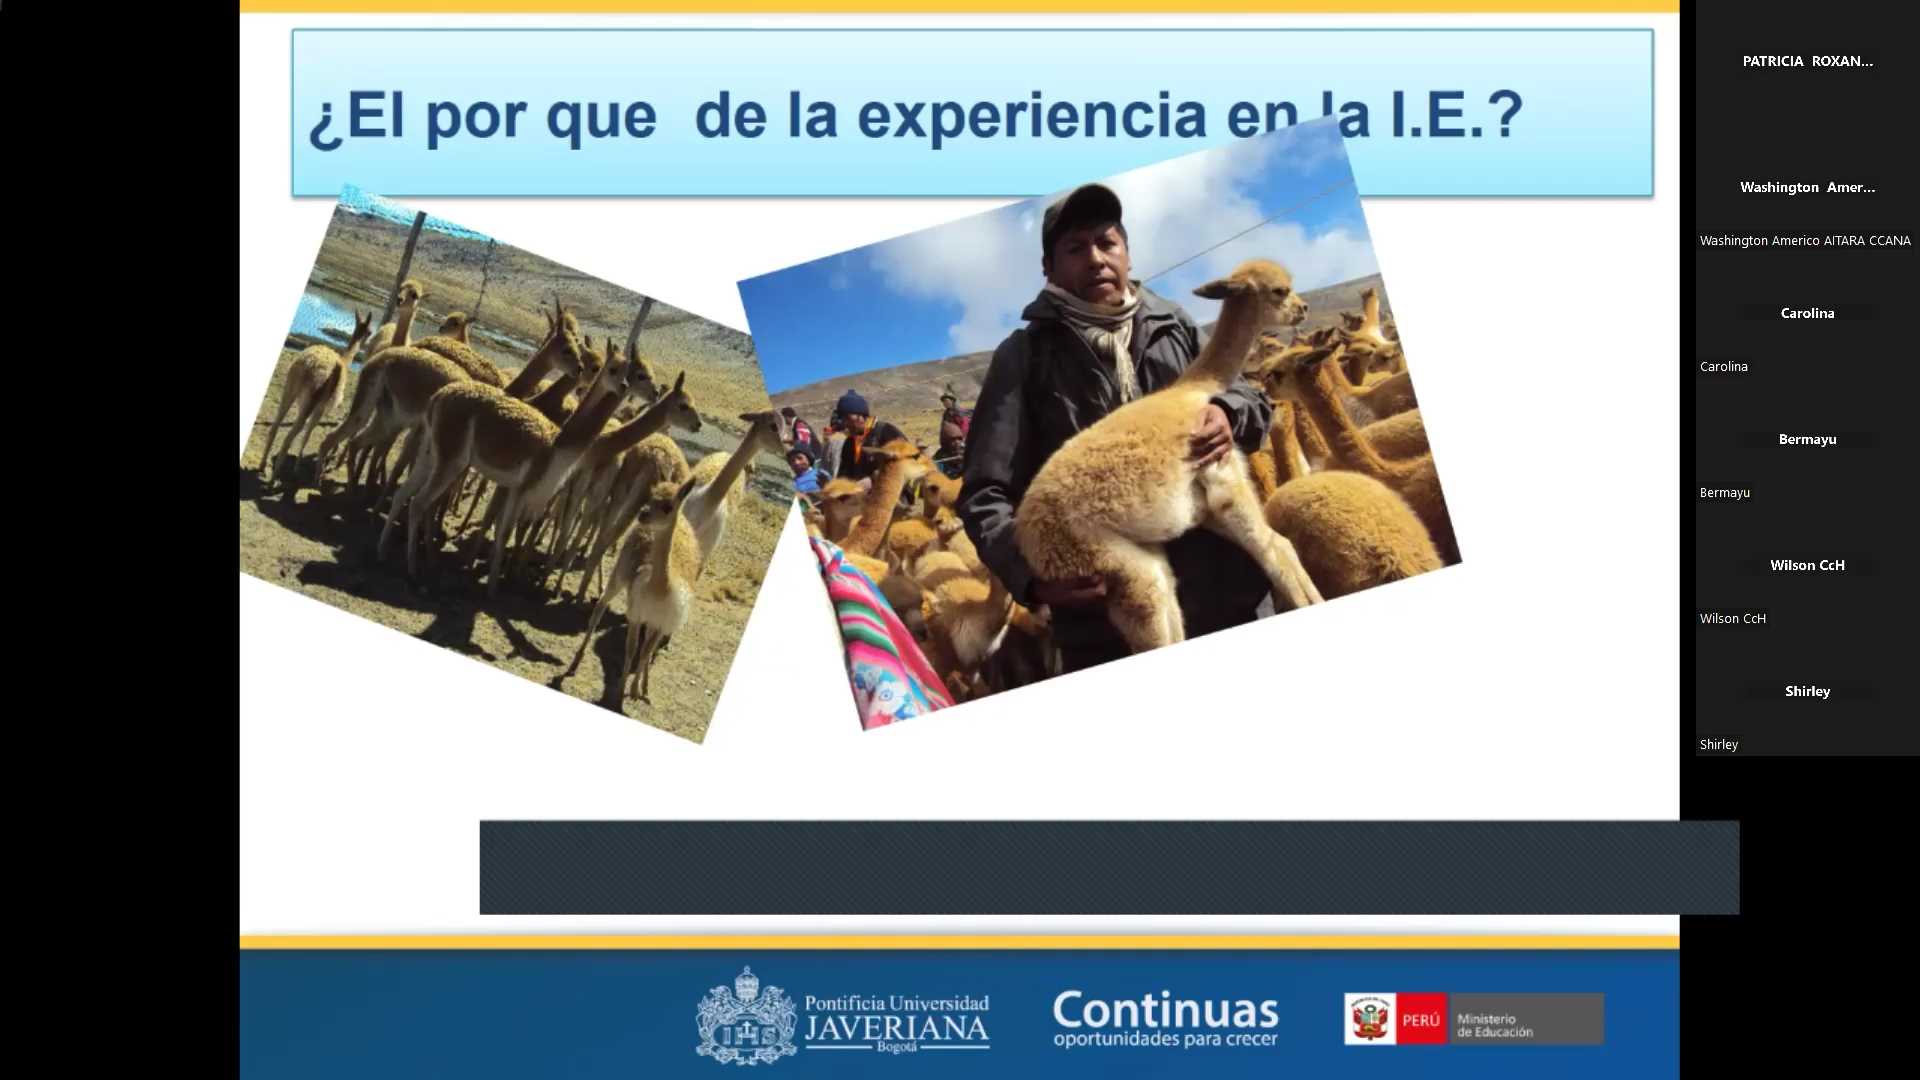 ¿El por que  de la experiencia en la I.E.?
PATRICIA  ROXAN...
Washington  Amer...
Washington Americo AITARA CCANA
Carolina
Carolina
Bermayu
Bermayu
Wilson CcH
Wilson CcH
Shirley
Shirley
Pontificia Universidad
JAVERIANA
Bogotá
Continuas
oportunidades para crecer
PERÚ
Ministerio
de Educación